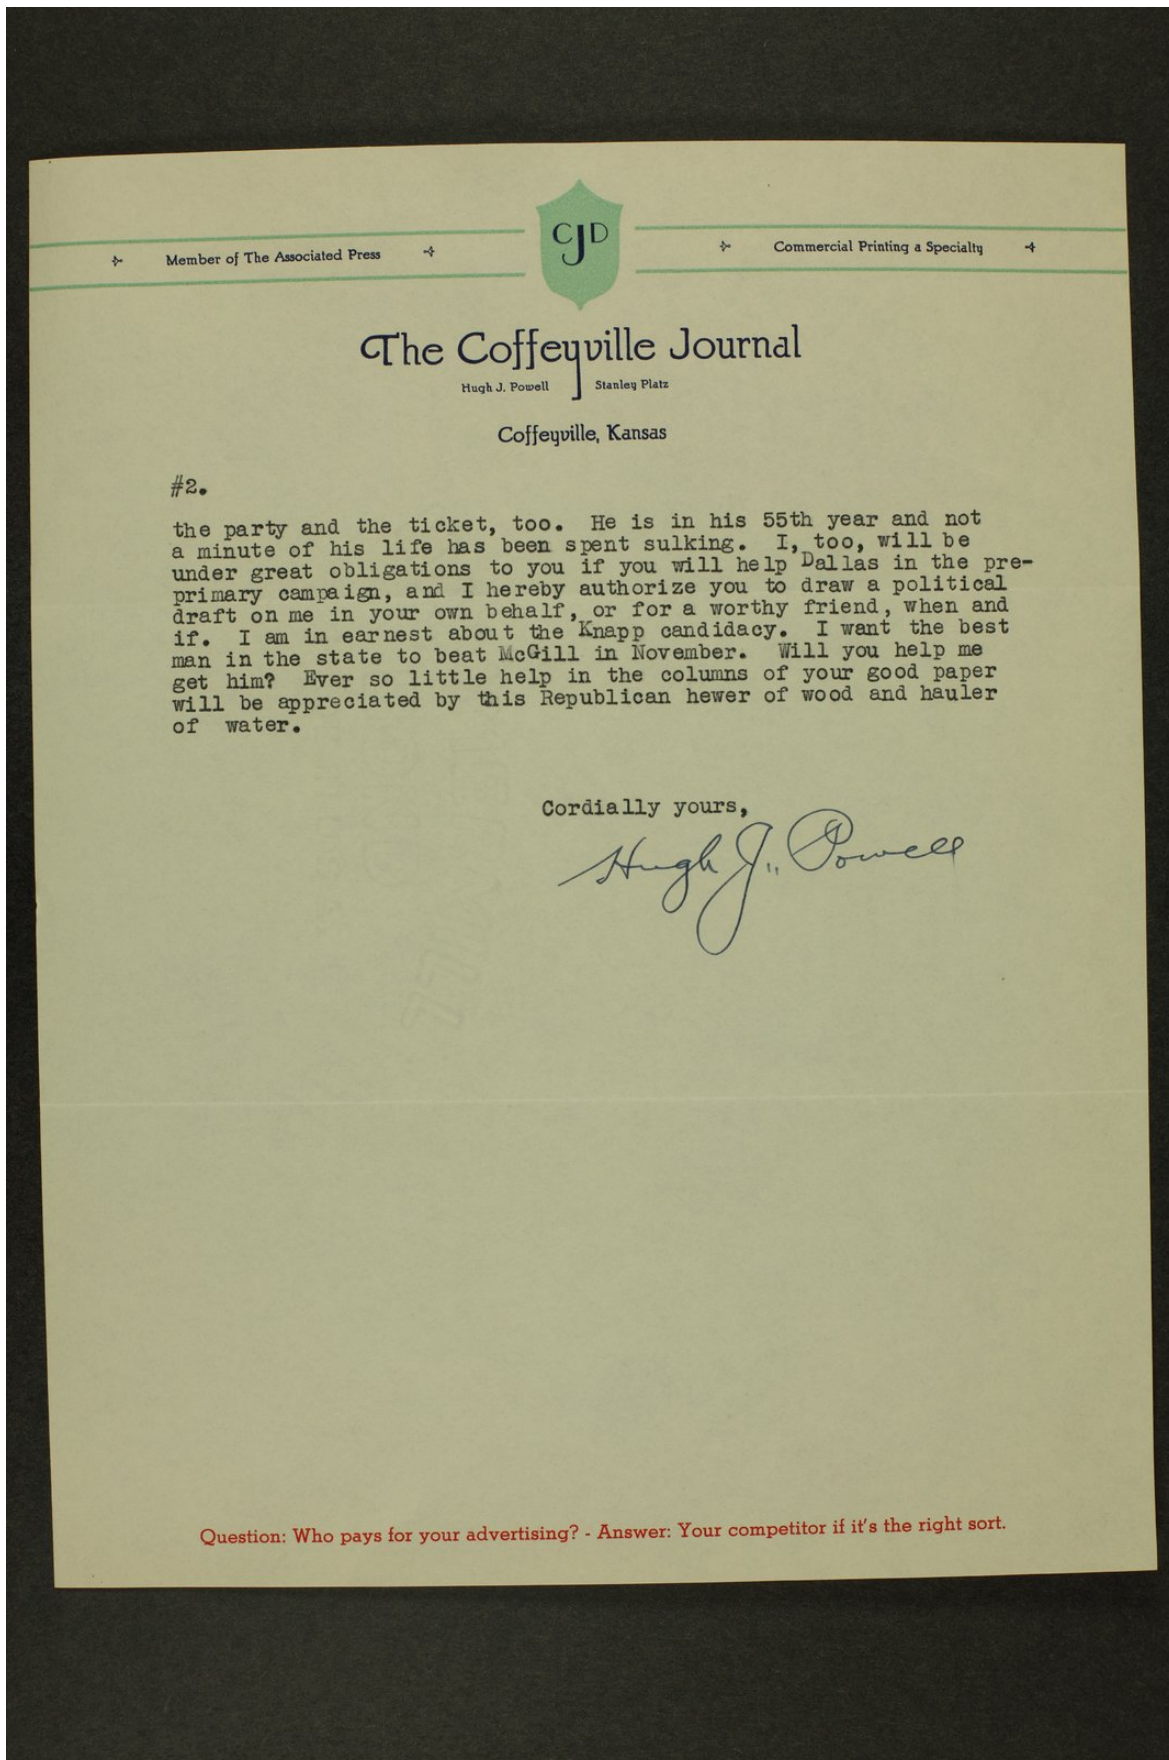 Member of The Associated Press
CJD
Commercial Printing a Specialty
The Coffeyville Journal
Hugh J. Powell Stanley Platz
Coffeyville, Kansas
#2.
the party and the ticket, too. He is in his 55th year and not
a minute of his life has been spent sulking. I, too, will be
under great obligations to you if you will help Dallas in the pre-
primary campaign, and I hereby authorize you to draw a political
draft on me in your own behalf, or for a worthy friend, when and
if. I am in earnest about the Knapp candidacy. I want the best
man in the state to beat McGill in November. Will you help me
get him? Ever so little help in the columns of your good paper
will be appreciated by this Republican hewer of wood and hauler
of water.
Cordially yours,
Hugh J. Powell
Question: Who pays for your advertising? - Answer: Your competitor if it's the right sort.